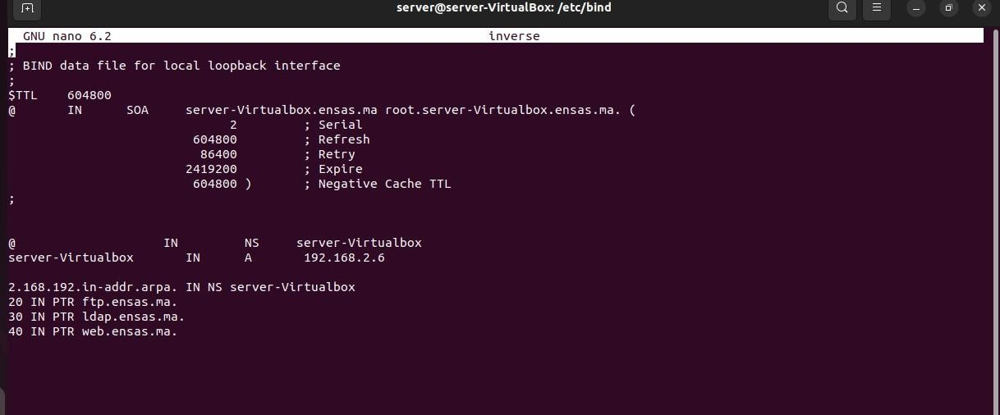 server@server-VirtualBox: /etc/bind
GNU nano 6.2 inverse
;
; BIND data file for local loopback interface
;
$TTL 604800
@ IN SOA server-Virtualbox.ensas.ma root.server-Virtualbox.ensas.ma. (
2 ; Serial
604800 ; Refresh
86400 ; Retry
2419200 ; Expire
604800 ) ; Negative Cache TTL
;
@ IN NS server-Virtualbox
server-Virtualbox IN A 192.168.2.6
2.168.192.in-addr.arpa. IN NS server-Virtualbox
20 IN PTR ftp.ensas.ma.
30 IN PTR ldap.ensas.ma.
40 IN PTR web.ensas.ma.